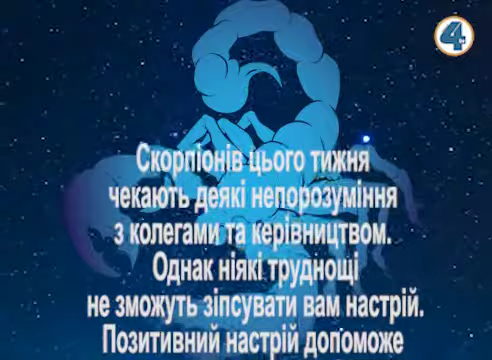 4
Скорпіонів цього тижня
чекають деякі непорозуміння
з колегами та керівництвом.
Однак ніякі труднощі
не зможуть зіпсувати вам настрій.
Позитивний настрій допоможе